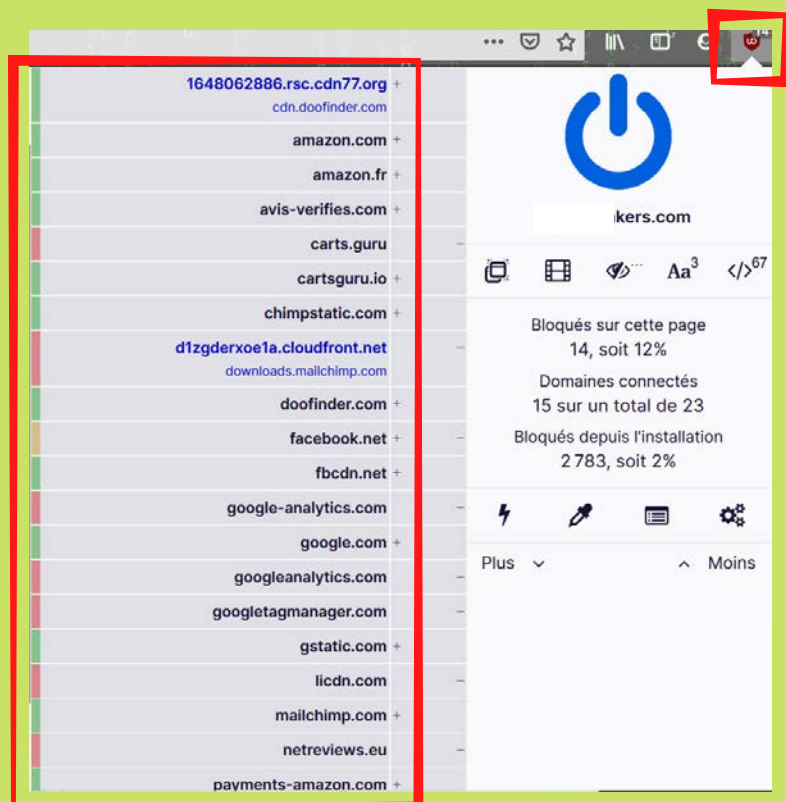 14
1648062886.rsc.cdn77.org +
cdn.doofinder.com
amazon.com +
amazon.fr +
avis-verifies.com +
carts.guru −
cartsguru.io +
chimpstatic.com +
d1zgderxoe1a.cloudfront.net −
downloads.mailchimp.com
doofinder.com +
facebook.net + −
fbcdn.net +
google-analytics.com −
google.com +
googleanalytics.com −
googletagmanager.com −
gstatic.com +
licdn.com −
mailchimp.com +
netreviews.eu −
payments-amazon.com +
kers.com
Aa3 </>67
Bloqués sur cette page
14, soit 12%
Domaines connectés
15 sur un total de 23
Bloqués depuis l'installation
2 783, soit 2%
Plus Moins